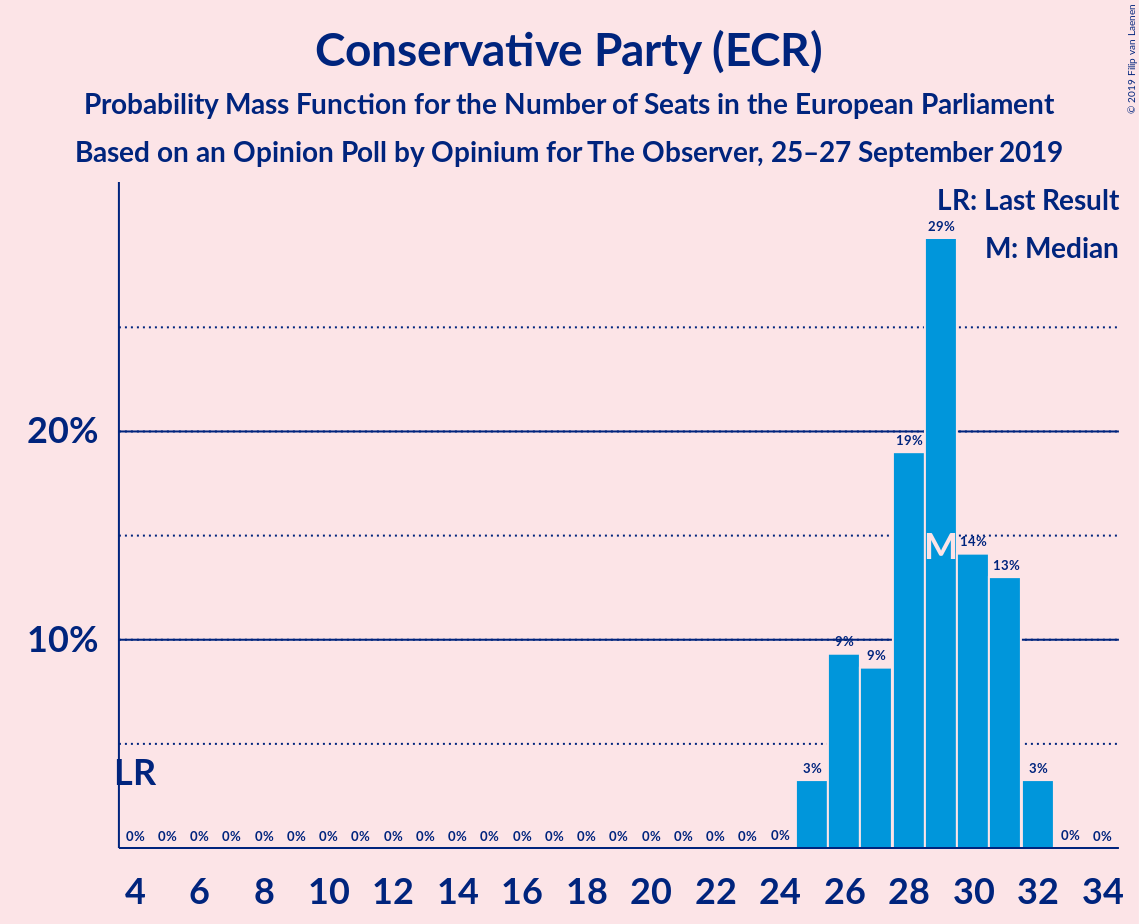 Conservative Party (ECR)
Probability Mass Function for the Number of Seats in the European Parliament
Based on an Opinion Poll by Opinium for The Observer, 25–27 September 2019
© 2019 Filip van Laenen
LR: Last Result
M: Median
29%
20%
19%
M
14%
13%
10%
9%
9%
LR
3%
3%
0% 0% 0% 0% 0% 0% 0% 0% 0% 0% 0% 0% 0% 0% 0% 0% 0% 0% 0% 0% 0% 0% 0%
4 6 8 10 12 14 16 18 20 22 24 26 28 30 32 34